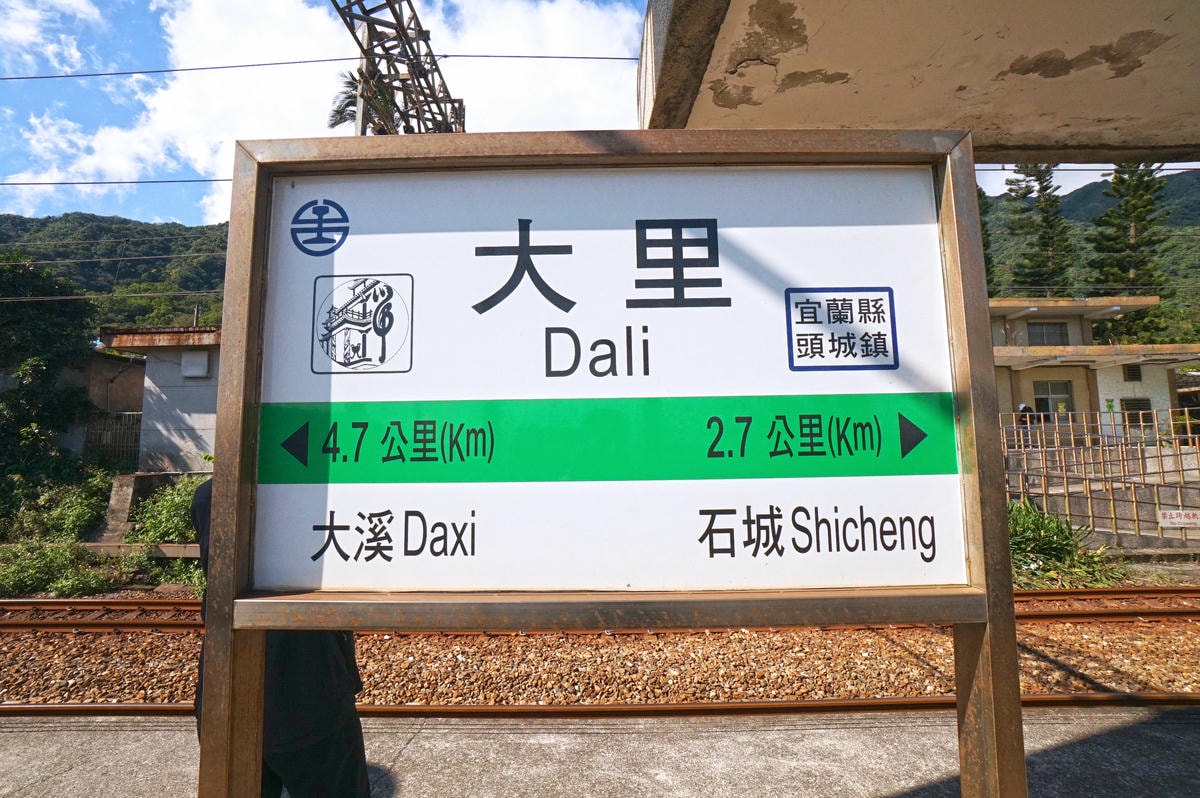 大里
Dali
宜蘭縣
頭城鎮
4.7 公里(Km)
2.7 公里(Km)
大溪 Daxi
石城 Shicheng